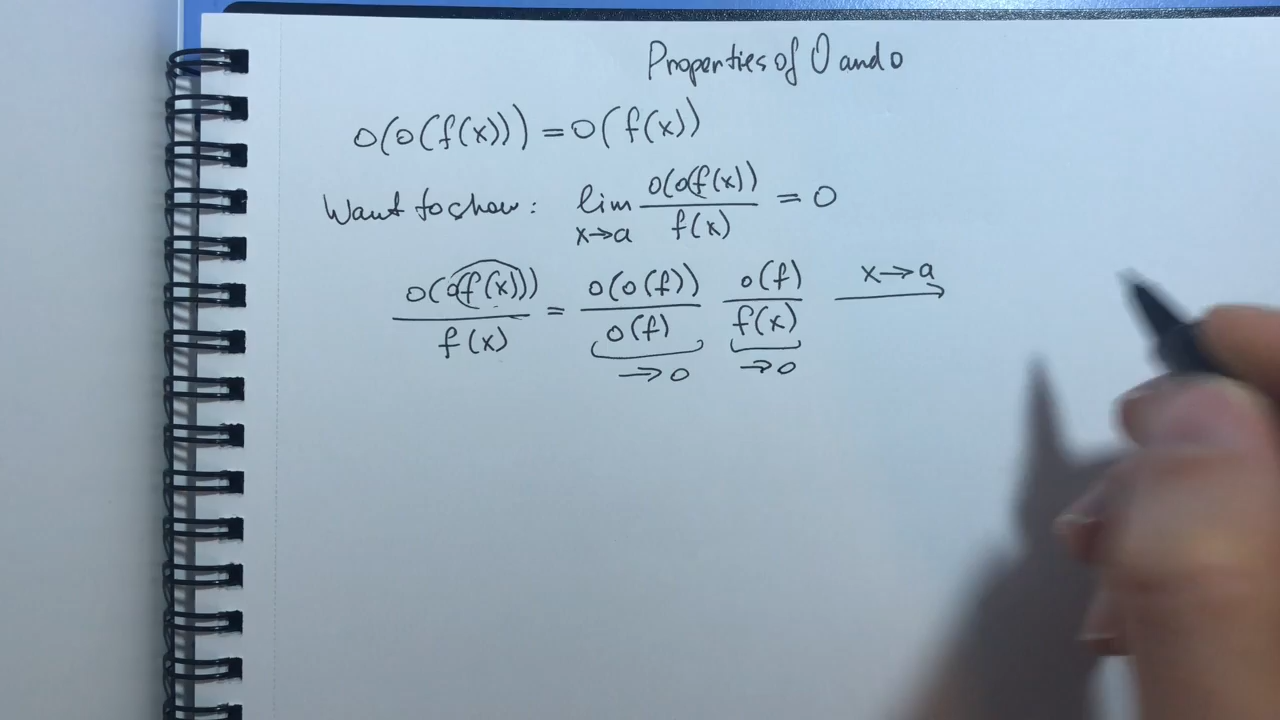 Properties of O and o
o(o(f(x))) = o(f(x))
Want to show: lim x→a o(o(f(x)) / f(x) = 0
o(o(f(x))) / f(x) = o(o(f)) / o(f) o(f) / f(x) x→a →
→0 →0